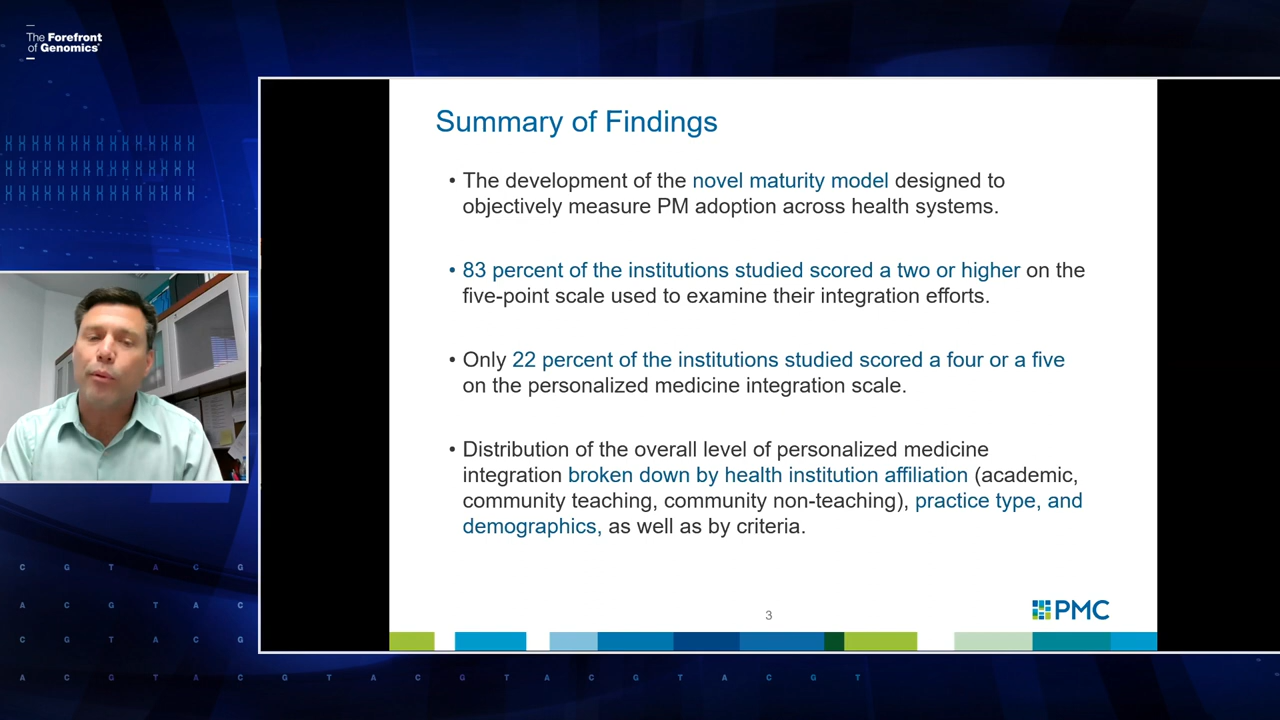 The Forefront
of Genomics®
Summary of Findings
• The development of the novel maturity model designed to
objectively measure PM adoption across health systems.
• 83 percent of the institutions studied scored a two or higher on the
five-point scale used to examine their integration efforts.
• Only 22 percent of the institutions studied scored a four or a five
on the personalized medicine integration scale.
• Distribution of the overall level of personalized medicine
integration broken down by health institution affiliation (academic,
community teaching, community non-teaching), practice type, and
demographics, as well as by criteria.
3
PMC
C G T A C G
A C G T A C
C G T A C G
A C G T A C G T A C G T A C G T A C G T